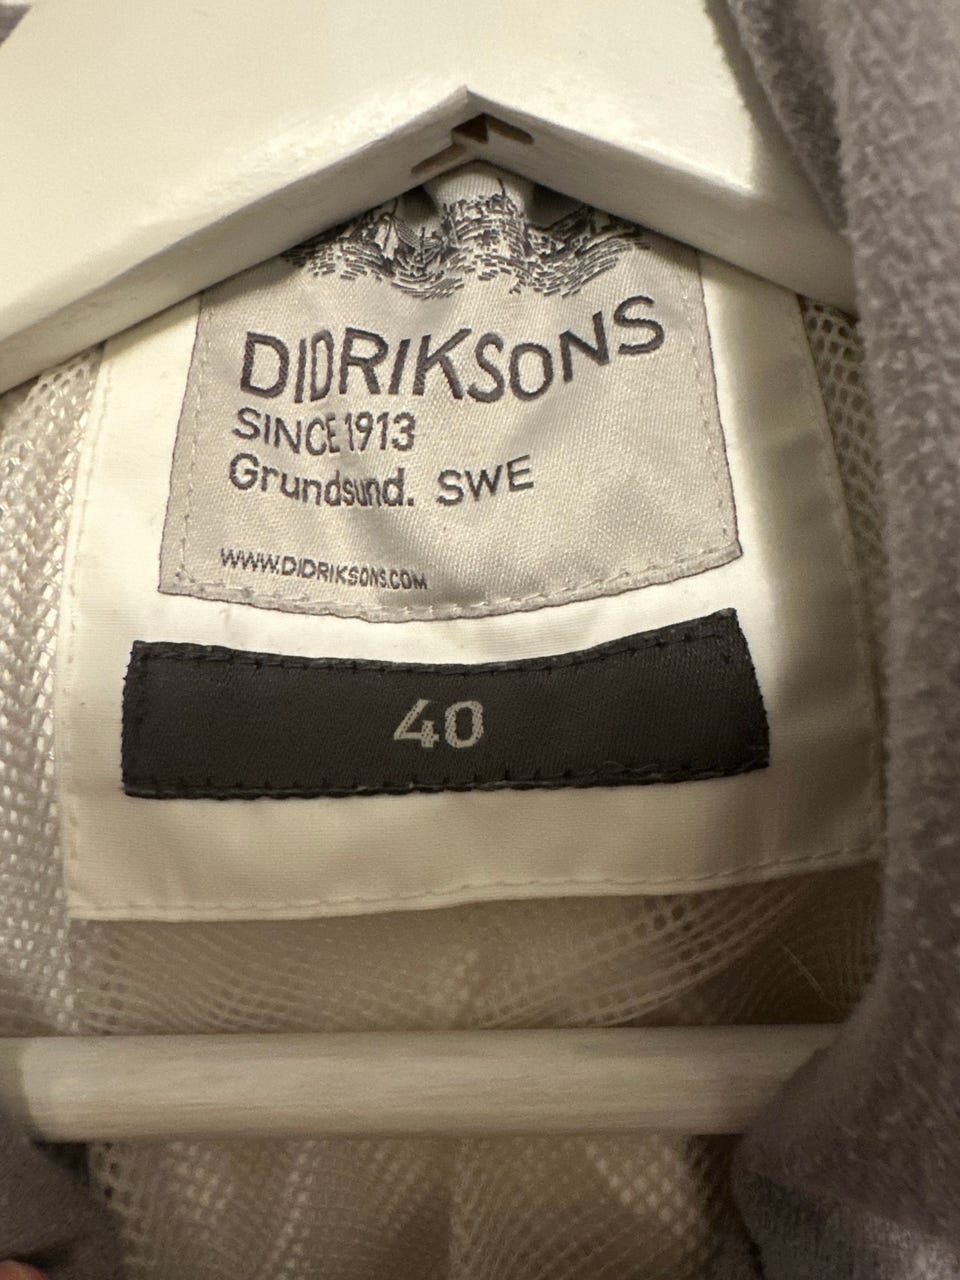 DIDRIKSONS
SINCE 1913
Grundsund. SWE
WWW.DIDRIKSONS.COM
40